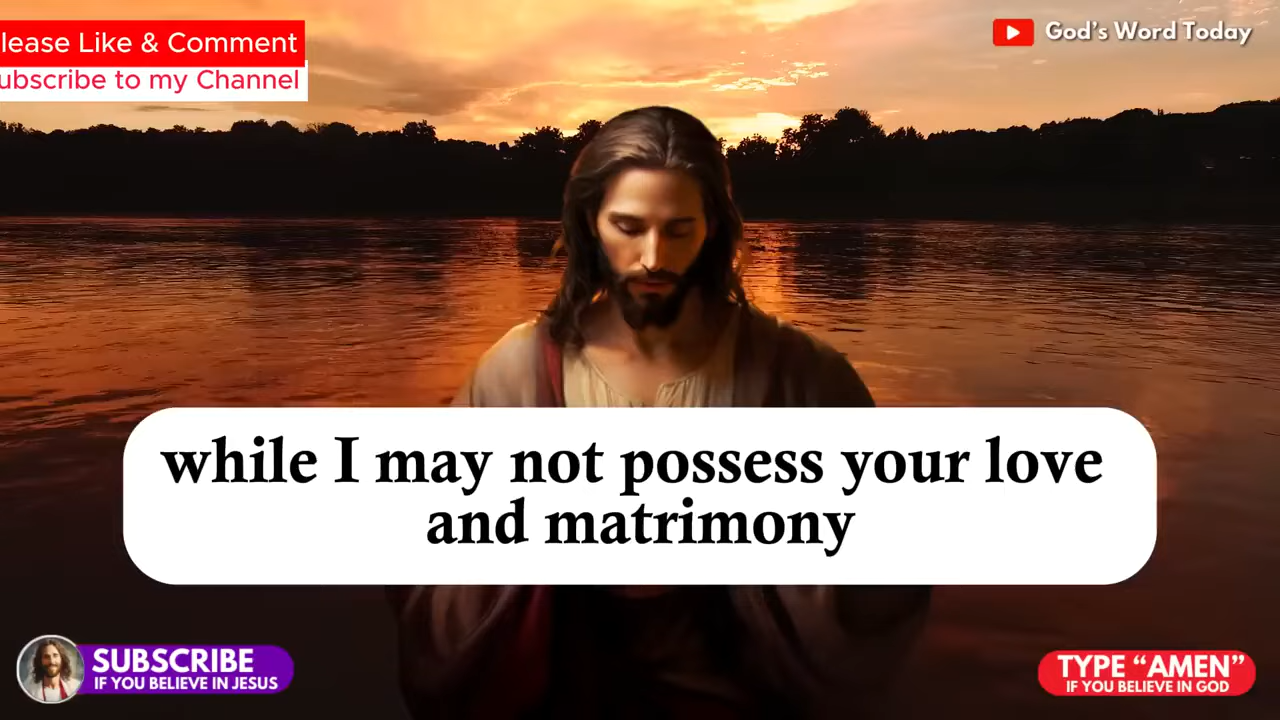 lease Like & Comment
ubscribe to my Channel
God's Word Today
while I may not possess your love
and matrimony
SUBSCRIBE
IF YOU BELIEVE IN JESUS
TYPE “AMEN”
IF YOU BELIEVE IN GOD